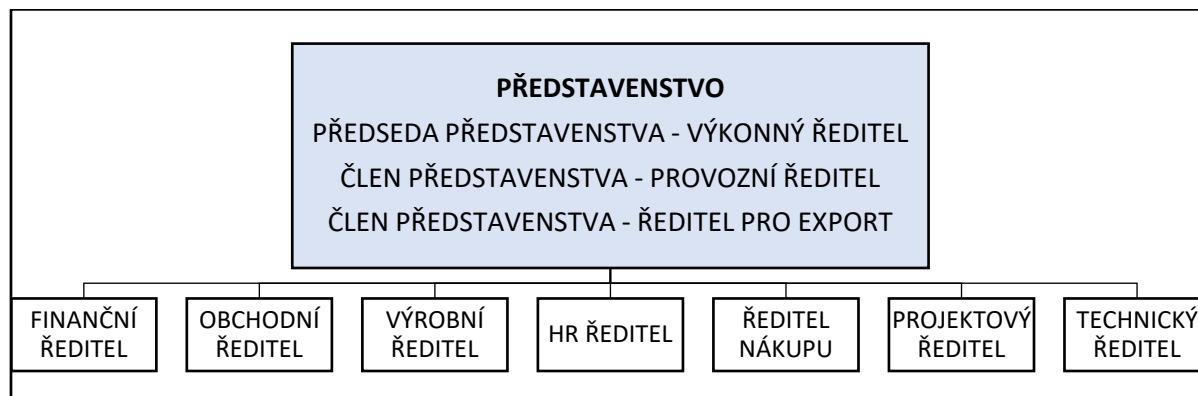 PŘEDSTAVENSTVO
PŘEDSEDA PŘEDSTAVENSTVA - VÝKONNÝ ŘEDITEL
ČLEN PŘEDSTAVENSTVA - PROVOZNÍ ŘEDITEL
ČLEN PŘEDSTAVENSTVA - ŘEDITEL PRO EXPORT
FINANČNÍ
ŘEDITEL
OBCHODNÍ
ŘEDITEL
VÝROBNÍ
ŘEDITEL
HR ŘEDITEL
ŘEDITEL
NÁKUPU
PROJEKTOVÝ
ŘEDITEL
TECHNICKÝ
ŘEDITEL